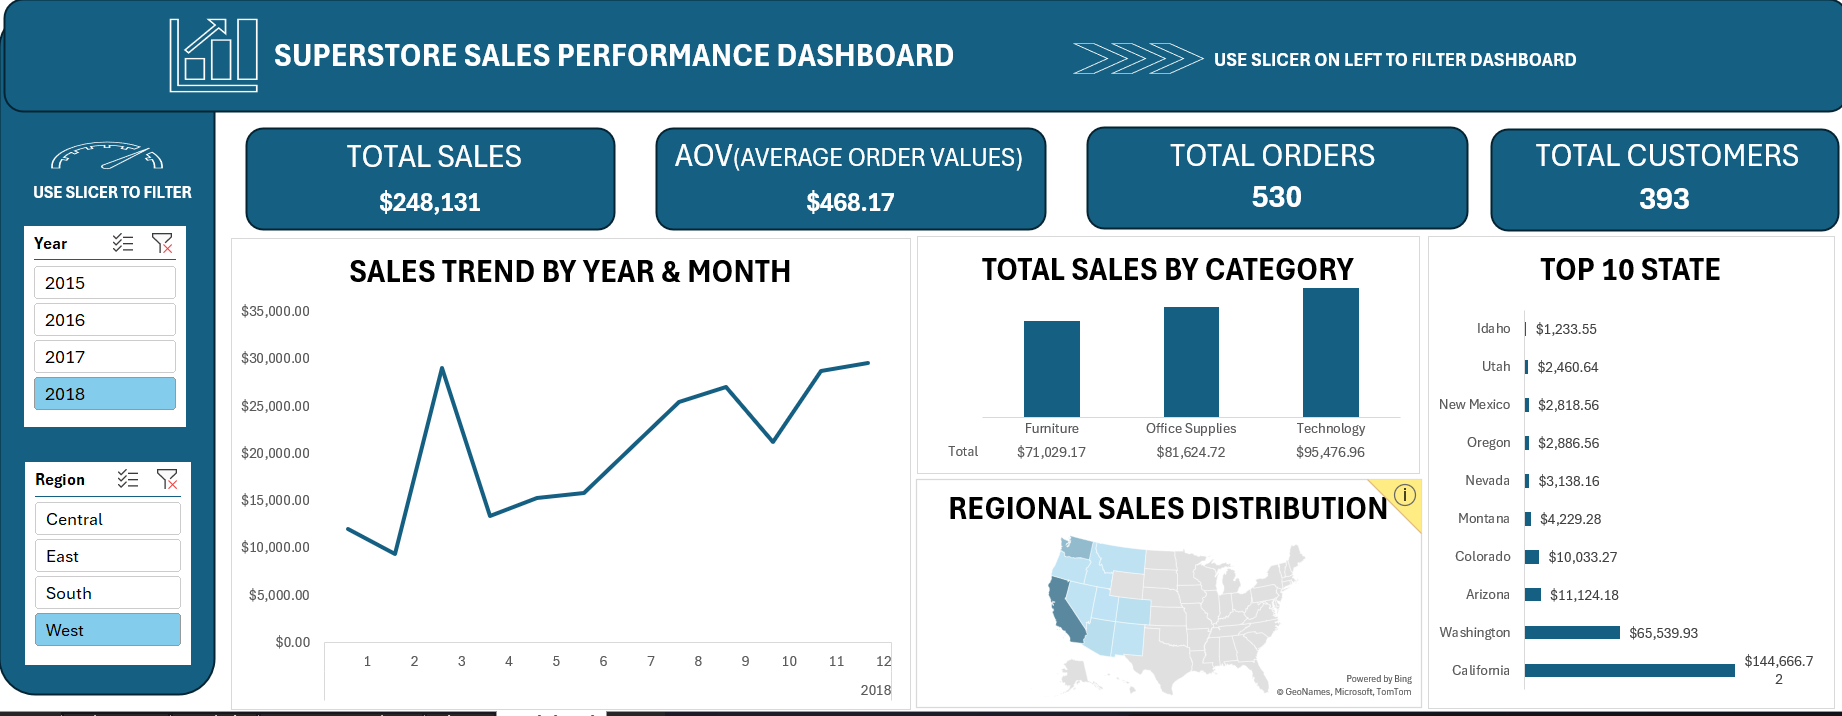 SUPERSTORE SALES PERFORMANCE DASHBOARD
USE SLICER ON LEFT TO FILTER DASHBOARD
USE SLICER TO FILTER
Year
2015
2016
2017
2018
Region
Central
East
South
West
TOTAL SALES
$248,131
AOV(AVERAGE ORDER VALUES)
$468.17
TOTAL ORDERS
530
TOTAL CUSTOMERS
393
SALES TREND BY YEAR & MONTH
$35,000.00
$30,000.00
$25,000.00
$20,000.00
$15,000.00
$10,000.00
$5,000.00
$0.00
1 2 3 4 5 6 7 8 9 10 11 12
2018
TOTAL SALES BY CATEGORY
Furniture Office Supplies Technology
Total $71,029.17 $81,624.72 $95,476.96
REGIONAL SALES DISTRIBUTION
i
Powered by Bing
© GeoNames, Microsoft, TomTom
TOP 10 STATE
Idaho $1,233.55
Utah $2,460.64
New Mexico $2,818.56
Oregon $2,886.56
Nevada $3,138.16
Montana $4,229.28
Colorado $10,033.27
Arizona $11,124.18
Washington $65,539.93
California $144,666.7
2